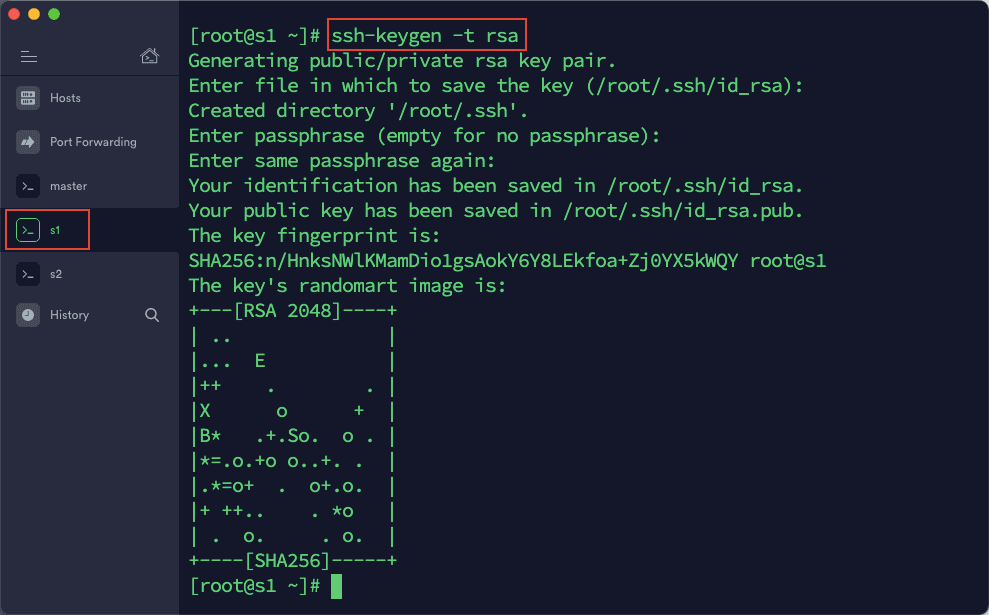 Hosts
Port Forwarding
master
s1
s2
History
[root@s1 ~]# ssh-keygen -t rsa
Generating public/private rsa key pair.
Enter file in which to save the key (/root/.ssh/id_rsa):
Created directory '/root/.ssh'.
Enter passphrase (empty for no passphrase):
Enter same passphrase again:
Your identification has been saved in /root/.ssh/id_rsa.
Your public key has been saved in /root/.ssh/id_rsa.pub.
The key fingerprint is:
SHA256:n/HnksNWlKMamDio1gsAokY6Y8LEkfoa+Zj0YX5kWQY root@s1
The key's randomart image is:
+---[RSA 2048]----+
| ..              |
|...  E           |
|++    .        . |
|X      o      +  |
|B*   .+.So.  o . |
|*=.o.+o o..+. .  |
|.*=o+  .  o+.o.  |
|+ ++..    . *o   |
| .  o.     . o.  |
+----[SHA256]-----+
[root@s1 ~]#